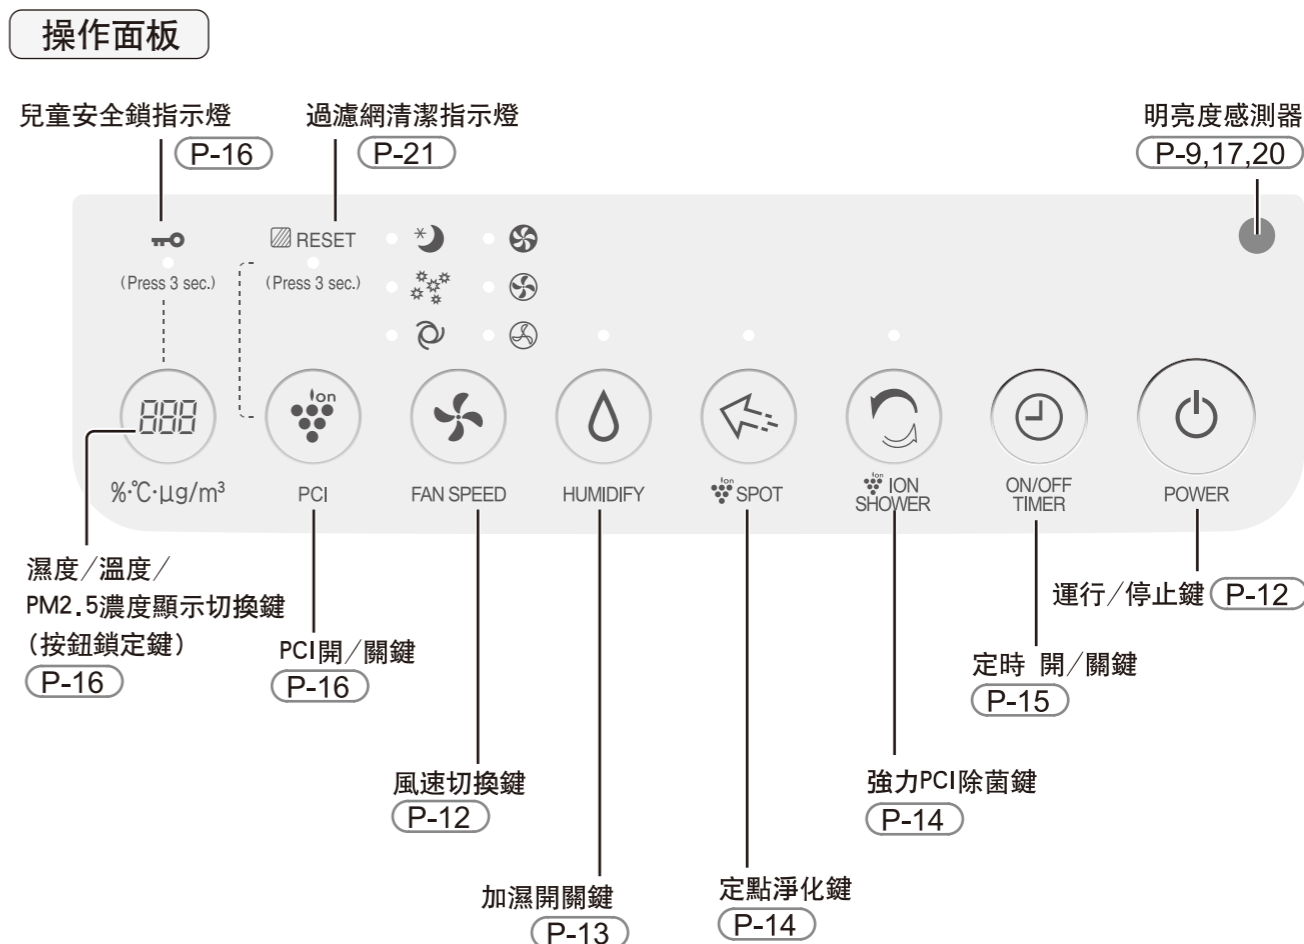 操作面板
兒童安全鎖指示燈
P-16
過濾網清潔指示燈
P-21
明亮度感測器
P-9,17,20
RESET
(Press 3 sec.)
(Press 3 sec.)
888
ion
%·℃·μg/m³
PCI
FAN SPEED
HUMIDIFY
ion
SPOT
ion
ION
SHOWER
ON/OFF
TIMER
POWER
濕度/溫度/
PM2.5濃度顯示切換鍵
(按鈕鎖定鍵)
P-16
PCI開/關鍵
P-16
風速切換鍵
P-12
加濕開關鍵
P-13
定點淨化鍵
P-14
強力PCI除菌鍵
P-14
定時 開/關鍵
P-15
運行/停止鍵 P-12